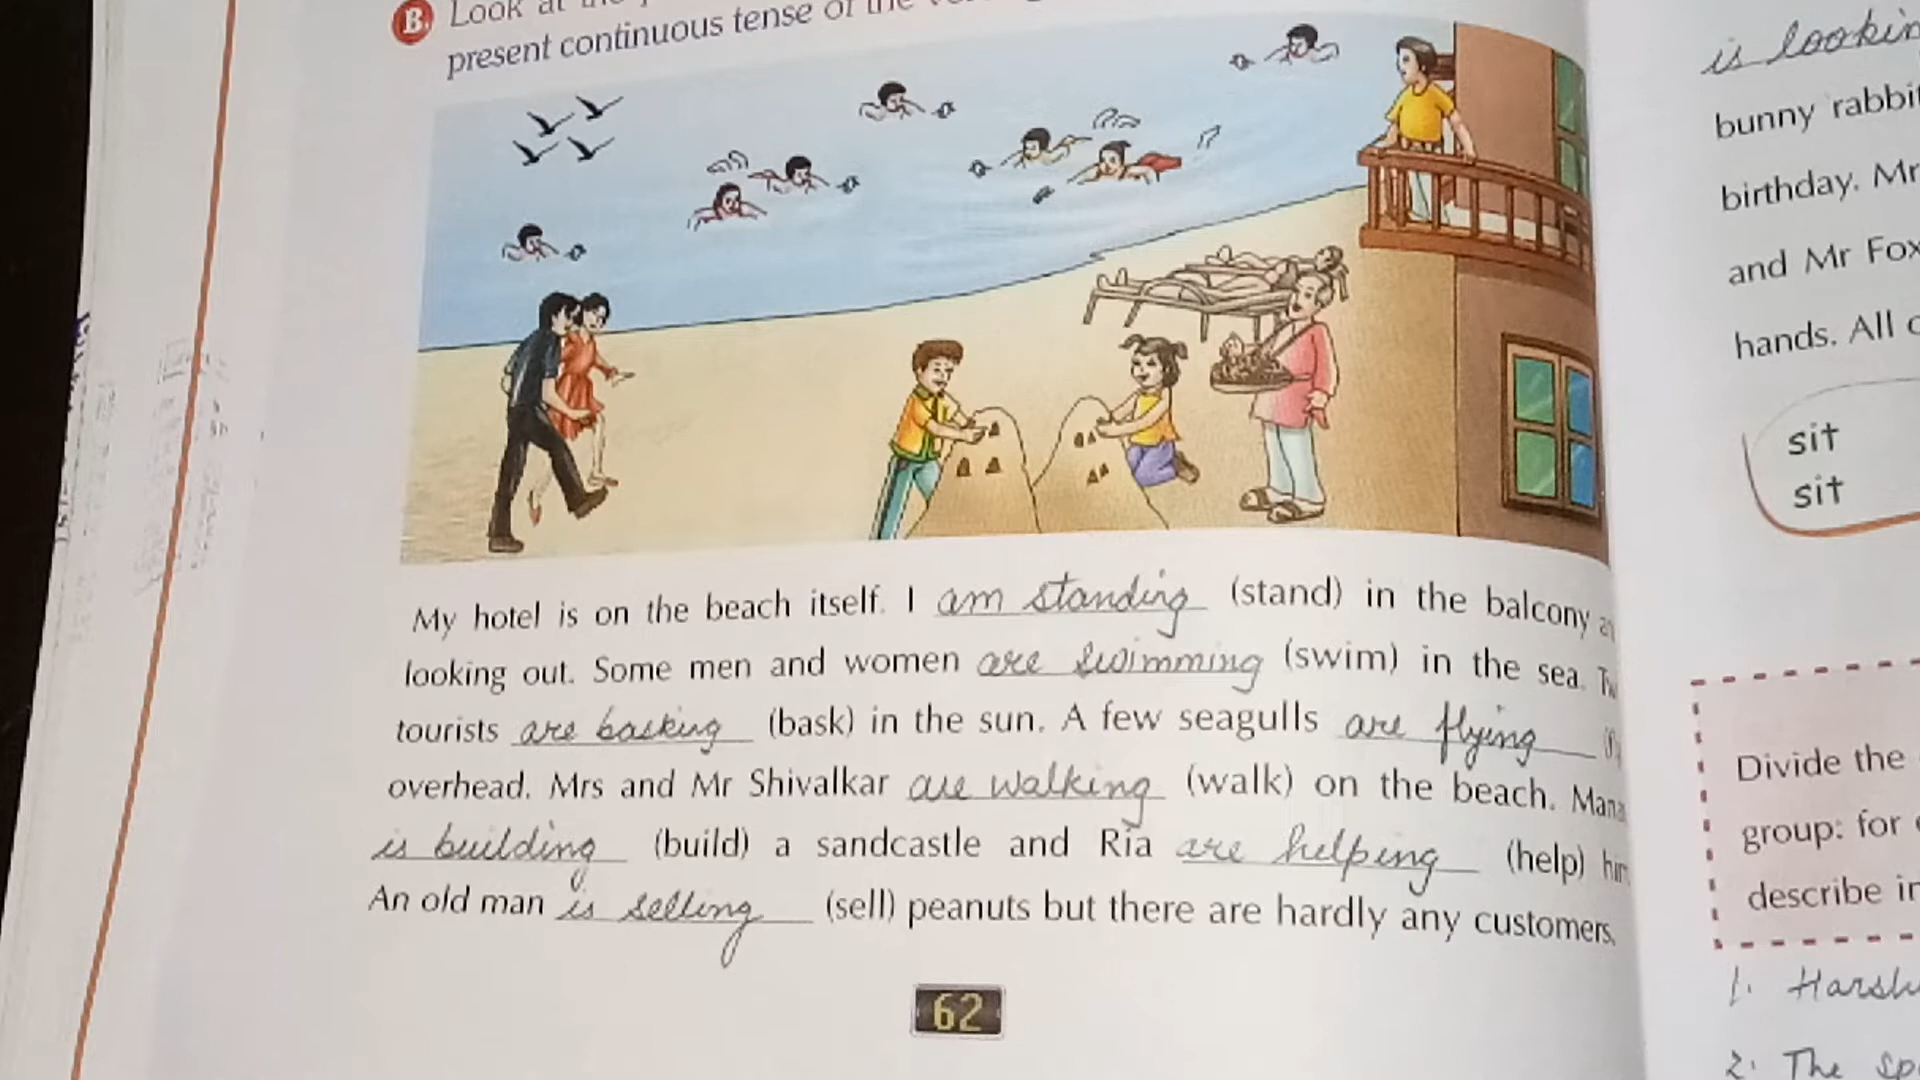 B. Look at the
present continuous tense of the
My hotel is on the beach itself. I am standing (stand) in the balcony
looking out. Some men and women are swimming (swim) in the sea.
tourists are basking (bask) in the sun. A few seagulls are flying
overhead. Mrs and Mr Shivalkar are walking (walk) on the beach.
is building (build) a sandcastle and Ria are helping (help)
An old man is selling (sell) peanuts but there are hardly any customers.
62
is
bunny
birthday. Mr
and Mr Fox
hands. All
sit
sit
Divide the
group: for
describe
1.
2. The